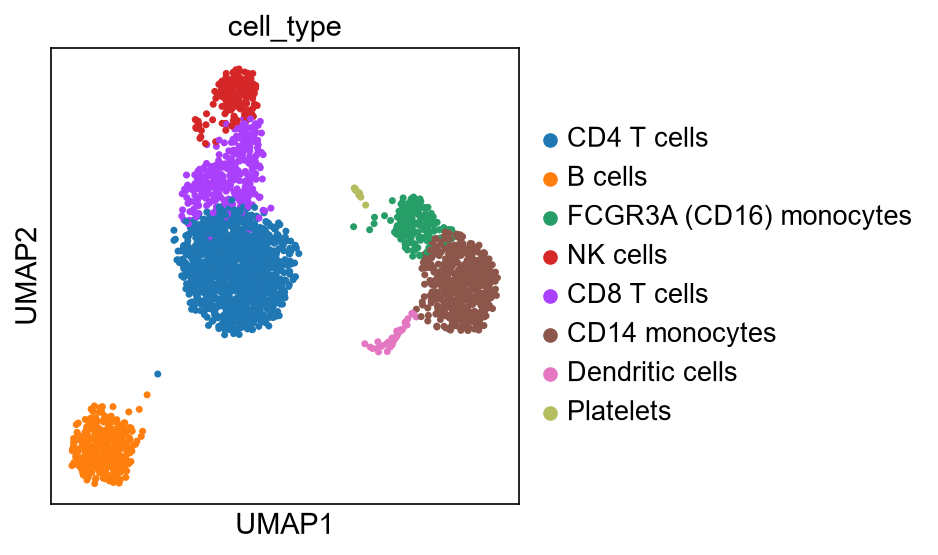 cell_type
UMAP2
UMAP1
CD4 T cells
B cells
FCGR3A (CD16) monocytes
NK cells
CD8 T cells
CD14 monocytes
Dendritic cells
Platelets